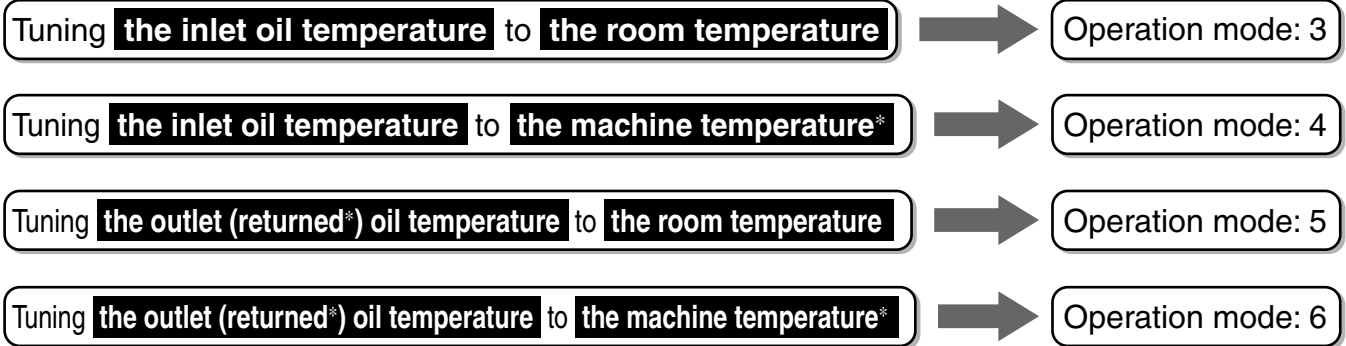 Tuning the inlet oil temperature to the room temperature Operation mode: 3
Tuning the inlet oil temperature to the machine temperature* Operation mode: 4
Tuning the outlet (returned*) oil temperature to the room temperature Operation mode: 5
Tuning the outlet (returned*) oil temperature to the machine temperature* Operation mode: 6